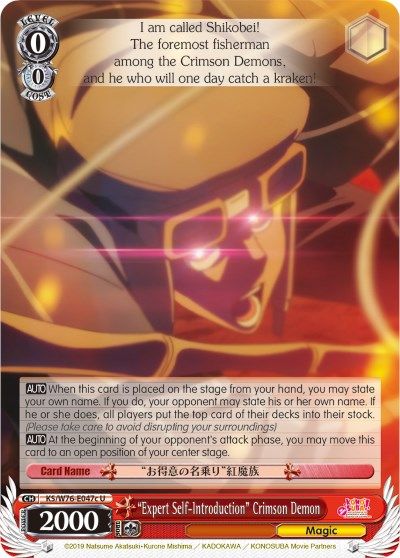 I am called Shikobei!
The foremost fisherman
among the Crimson Demons,
and he who will one day catch a kraken!
LEVEL
0
0
COST
AUTO When this card is placed on the stage from your hand, you may state
your own name. If you do, your opponent may state his or her own name. If
he or she does, all players put the top card of their decks into their stock.
(Please take care to avoid disrupting your surroundings)
AUTO At the beginning of your opponent's attack phase, you may move this
card to an open position of your center stage.
Card Name "お得意の名乗り"紅魔族
CH KS/W76-E047c U
POWER 2000
"Expert Self-Introduction" Crimson Demon
Magic
©2019 Natsume Akatsuki・Kurone Mishima / KADOKAWA / KONOSUBA Movie Partners